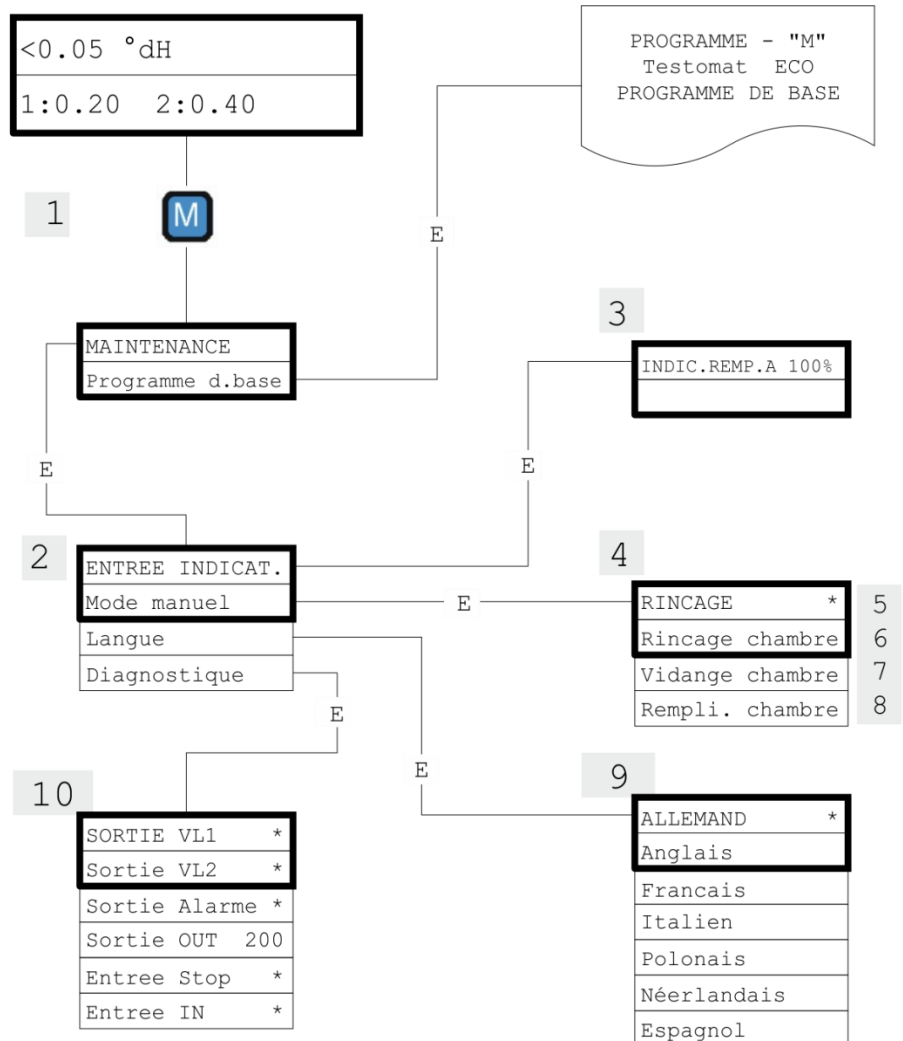 <0.05 °dH
1:0.20 2:0.40
PROGRAMME - "M"
Testomat ECO
PROGRAMME DE BASE
1
M
E
MAINTENANCE
Programme d.base
3
INDIC.REMP.A 100%
E
E
2
ENTREE INDICAT.
Mode manuel
Langue
Diagnostique
E
4
RINCAGE *
Rincage chambre
Vidange chambre
Rempli. chambre
5
6
7
8
E
E
10
SORTIE VL1 *
Sortie VL2 *
Sortie Alarme *
Sortie OUT 200
Entree Stop *
Entree IN *
9
ALLEMAND *
Anglais
Francais
Italien
Polonais
Néerlandais
Espagnol